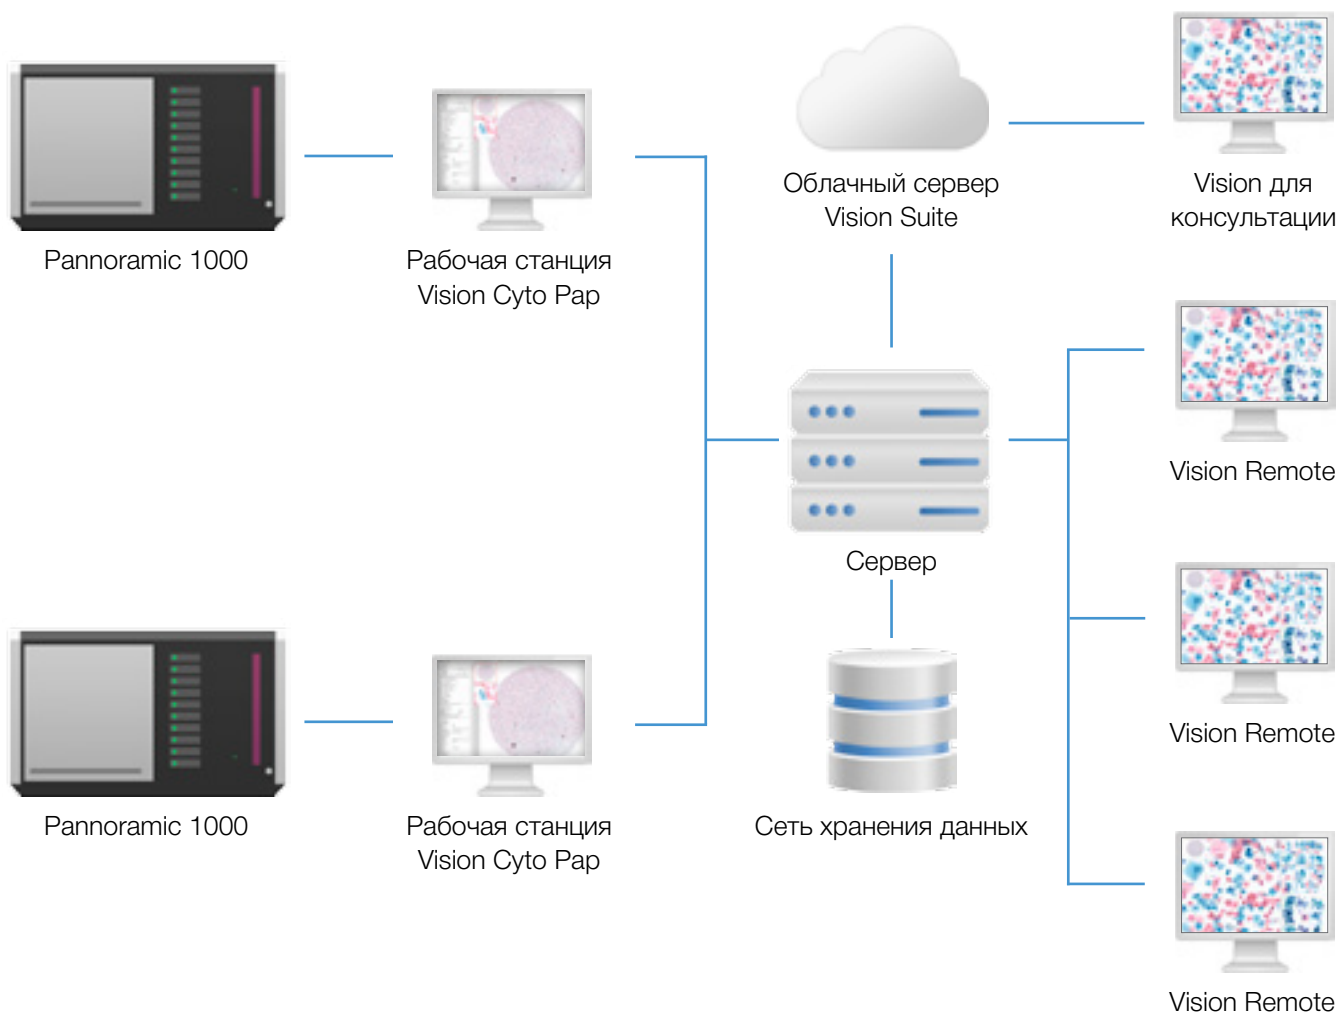 Pannoramic 1000
Рабочая станция
Vision Cyto Pap
Облачный сервер
Vision Suite
Vision для
консультации
Vision Remote
Сервер
Vision Remote
Pannoramic 1000
Рабочая станция
Vision Cyto Pap
Сеть хранения данных
Vision Remote